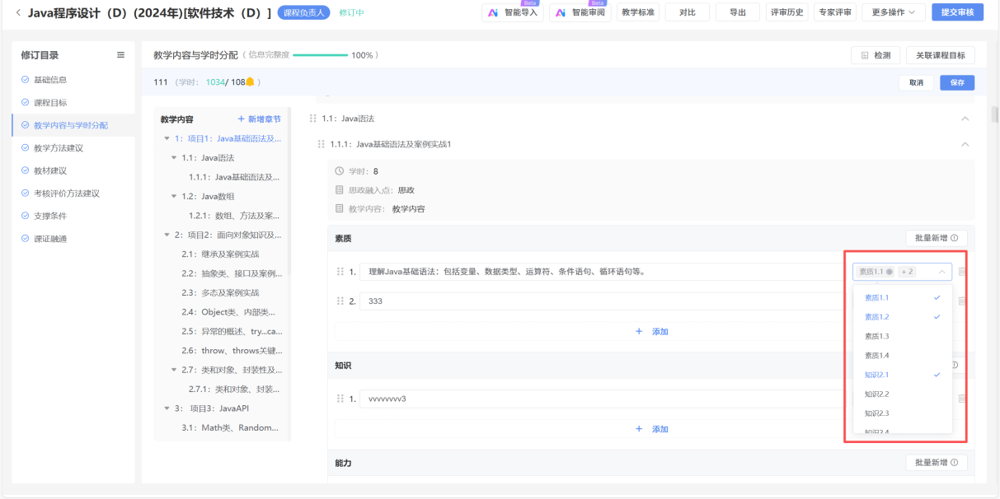 Java程序设计（D）(2024年)[软件技术（D）] 课程负责人 修订中 Beta 智能导入 Beta 智能审阅 教学标准 对比 导出 评审历史 专家评审 更多操作 提交审核
修订目录
基础信息
课程目标
教学内容与学时分配
教学方法建议
教材建议
考核评价方法建议
支撑条件
课证融通
教学内容与学时分配（ 信息完整度 100% ） 检测 关联课程目标
111 （学时： 1034/ 108 ） 取消 保存
教学内容 + 新增章节
1：项目1：Java基础语法及...
1.1：Java语法
1.1.1：Java基础语法及...
1.2：Java数组
1.2.1：数组、方法及案...
2：项目2：面向对象知识及...
2.1：继承及案例实战
2.2：抽象类、接口及案例...
2.3：多态及案例实战
2.4：Object类、内部类...
2.5：异常的概述、try...ca...
2.6：throw、throws关键...
2.7：类和对象、封装性及...
2.7.1：类和对象、封装...
3： 项目3：JavaAPI
3.1：Math类、Random...
1.1：Java语法
1.1.1：Java基础语法及案例实战1
学时：8
思政融入点：思政
教学内容： 教学内容
素质 批量新增
1. 理解Java基础语法：包括变量、数据类型、运算符、条件语句、循环语句等。 素质1.1 + 2
2. 333
+ 添加
知识
1. vvvvvvvv3
+ 添加
能力 批量新增
素质1.1
素质1.2
素质1.3
素质1.4
知识2.1
知识2.2
知识2.3
知识2.4